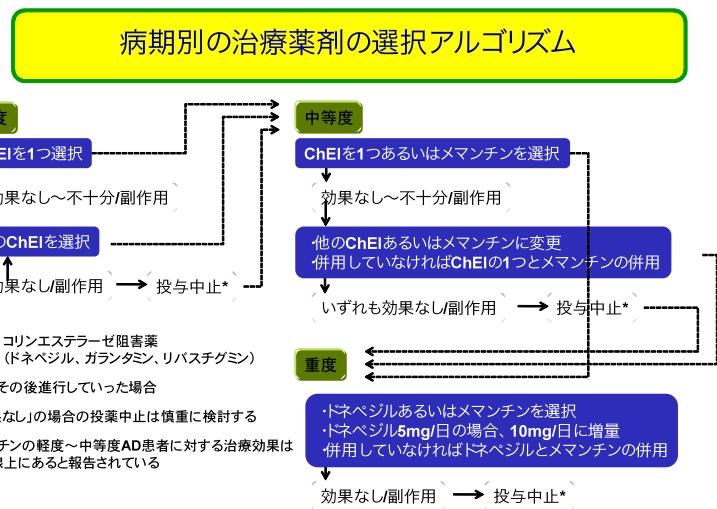 病期別の治療薬剤の選択アルゴリズム
度
EIを1つ選択
効果なし～不十分/副作用
のChEIを選択
効果なし/副作用
投与中止*
コリンエステラーゼ阻害薬
（ドネペジル、ガランタミン、リバスチグミン）
その後進行していった場合
果なし」の場合の投薬中止は慎重に検討する
チンの軽度～中等度AD患者に対する治療効果は
線上にあると報告されている
中等度
ChEIを1つあるいはメマンチンを選択
効果なし～不十分/副作用
・他のChEIあるいはメマンチンに変更
・併用していなければChEIの1つとメマンチンの併用
いずれも効果なし/副作用
投与中止*
重度
・ドネペジルあるいはメマンチンを選択
・ドネペジル5mg/日の場合、10mg/日に増量
・併用していなければドネペジルとメマンチンの併用
効果なし/副作用
投与中止*